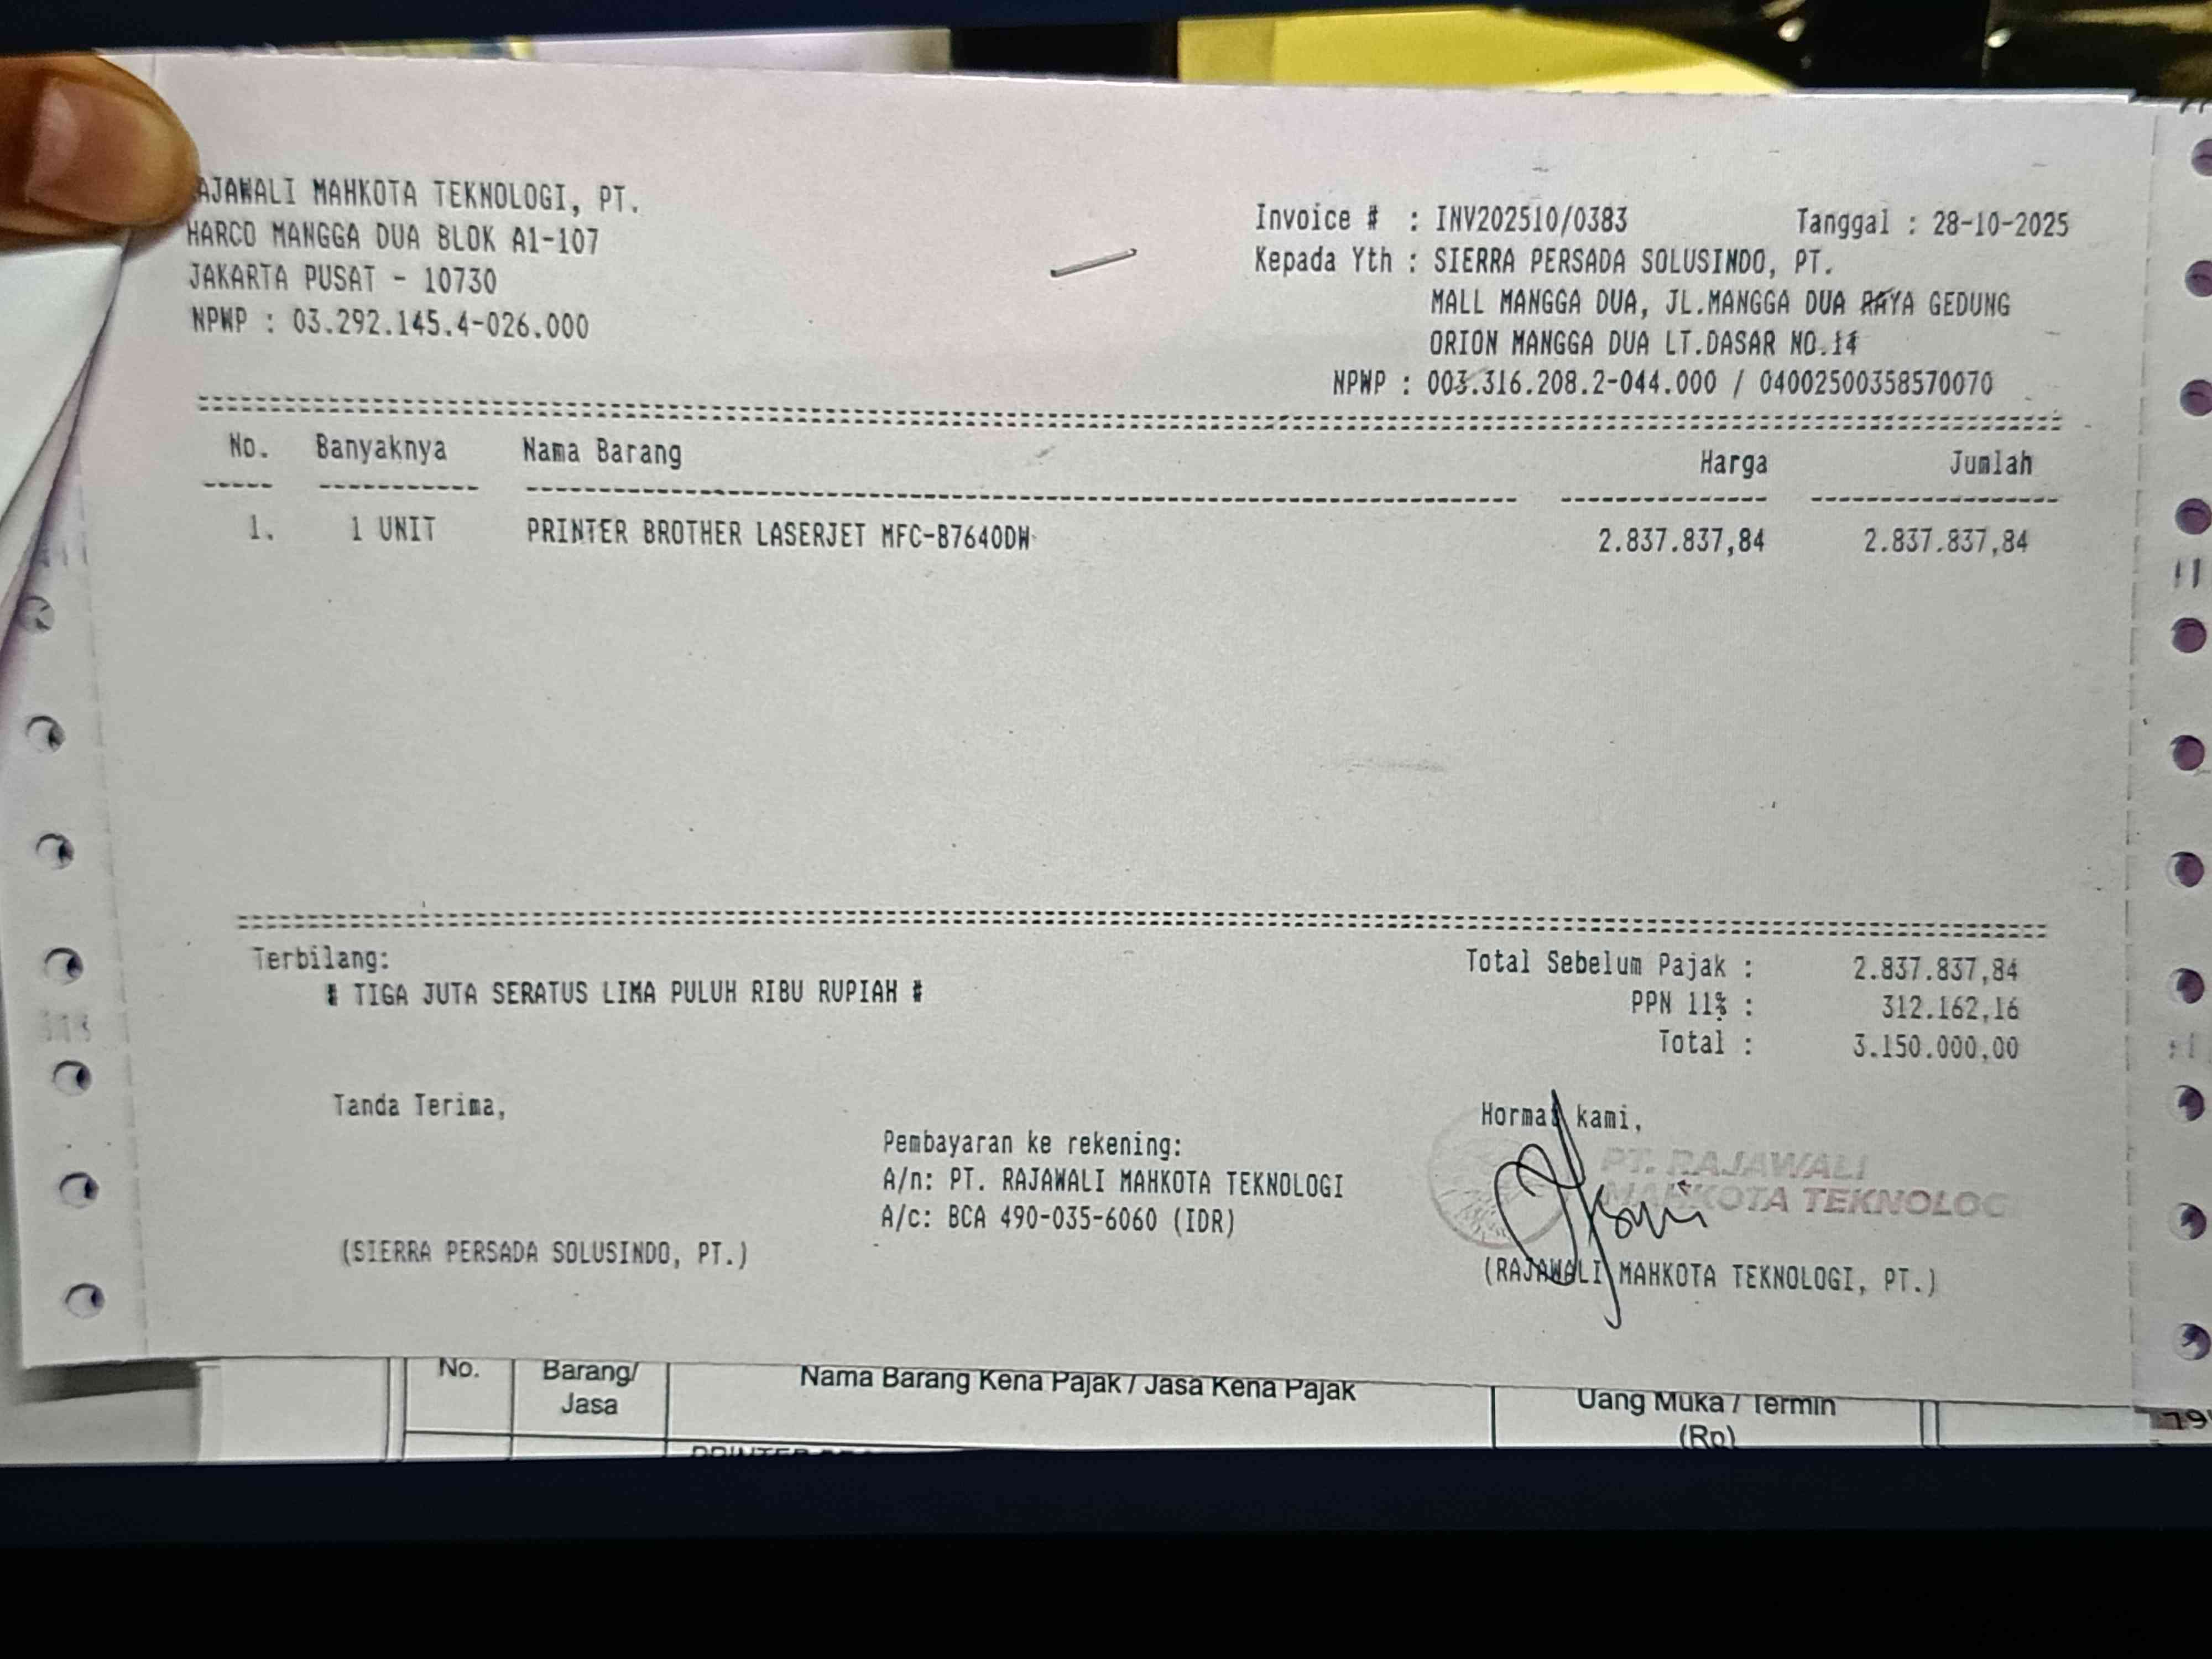 AJAWALI MAHKOTA TEKNOLOGI, PT.
HARCO MANGGA DUA BLOK A1-107
JAKARTA PUSAT - 10730
NPWP : 03.292.145.4-026.000
Invoice # : INV202510/0383 Tanggal : 28-10-2025
Kepada Yth : SIERRA PERSADA SOLUSINDO, PT.
MALL MANGGA DUA, JL.MANGGA DUA RAYA GEDUNG
ORION MANGGA DUA LT.DASAR NO.14
NPWP : 003.316.208.2-044.000 / 04002500358570070
No. Banyaknya Nama Barang Harga Jumlah
1. 1 UNIT PRINTER BROTHER LASERJET MFC-B7640DW 2.837.837,84 2.837.837,84
Terbilang:
# TIGA JUTA SERATUS LIMA PULUH RIBU RUPIAH #
Total Sebelum Pajak : 2.837.837,84
PPN 11% : 312.162,16
Total : 3.150.000,00
Tanda Terima,
(SIERRA PERSADA SOLUSINDO, PT.)
Pembayaran ke rekening:
A/n: PT. RAJAWALI MAHKOTA TEKNOLOGI
A/c: BCA 490-035-6060 (IDR)
Hormat kami,
PT. RAJAWALI
MAHKOTA TEKNOLOG
(RAJAWALI MAHKOTA TEKNOLOGI, PT.)
No. Barang/ Nama Barang Kena Pajak / Jasa Kena Pajak Uang Muka / Termin
Jasa (Rp)
PRINTER